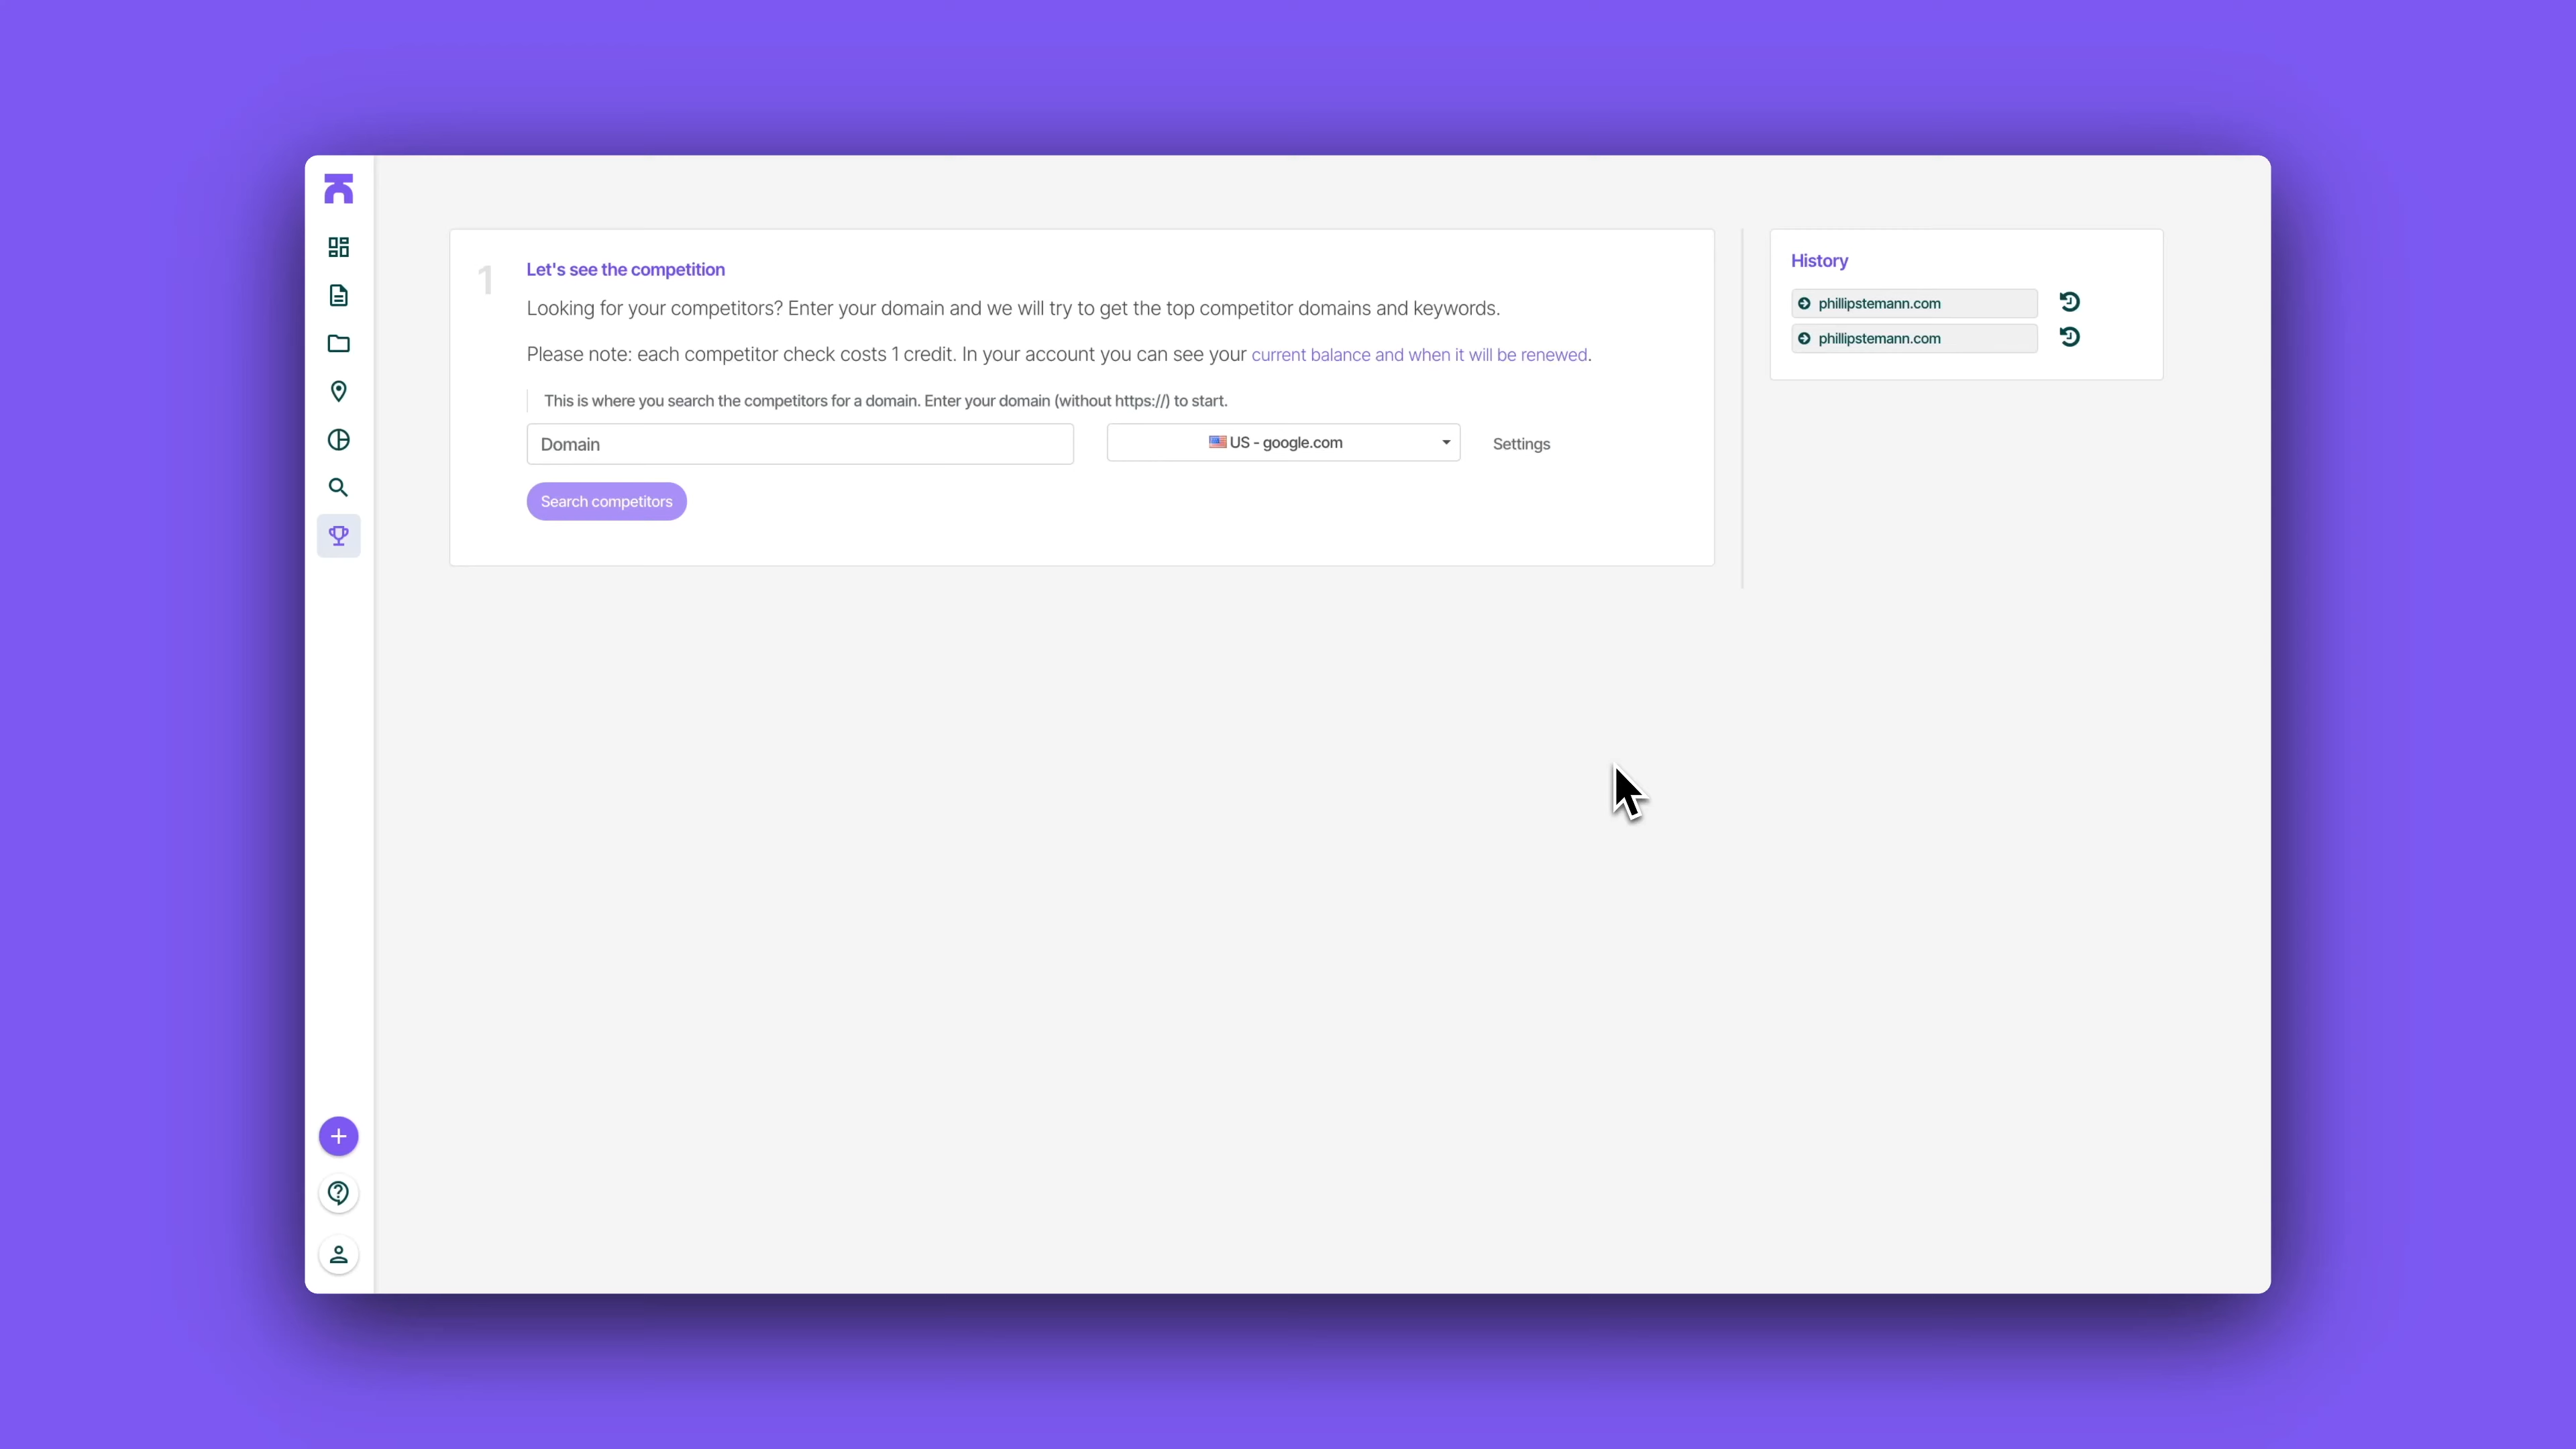 1
Let's see the competition
Looking for your competitors? Enter your domain and we will try to get the top competitor domains and keywords.
Please note: each competitor check costs 1 credit. In your account you can see your current balance and when it will be renewed.
This is where you search the competitors for a domain. Enter your domain (without https://) to start.
Domain
US - google.com
Settings
Search competitors
History
phillipstemann.com
phillipstemann.com